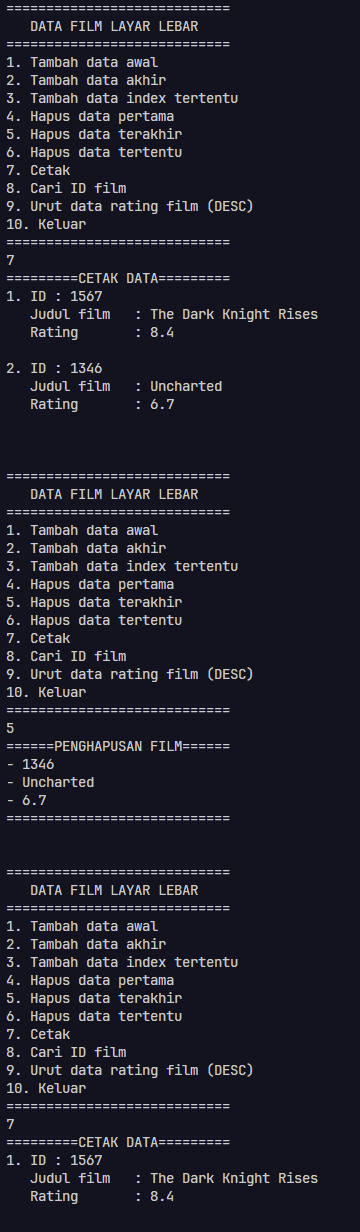 ============================
   DATA FILM LAYAR LEBAR
============================
1. Tambah data awal
2. Tambah data akhir
3. Tambah data index tertentu
4. Hapus data pertama
5. Hapus data terakhir
6. Hapus data tertentu
7. Cetak
8. Cari ID film
9. Urut data rating film (DESC)
10. Keluar
============================
7
=========CETAK DATA=========
1. ID : 1567
   Judul film   : The Dark Knight Rises
   Rating       : 8.4

2. ID : 1346
   Judul film   : Uncharted
   Rating       : 6.7

============================
   DATA FILM LAYAR LEBAR
============================
1. Tambah data awal
2. Tambah data akhir
3. Tambah data index tertentu
4. Hapus data pertama
5. Hapus data terakhir
6. Hapus data tertentu
7. Cetak
8. Cari ID film
9. Urut data rating film (DESC)
10. Keluar
============================
5
======PENGHAPUSAN FILM======
- 1346
- Uncharted
- 6.7
============================

============================
   DATA FILM LAYAR LEBAR
============================
1. Tambah data awal
2. Tambah data akhir
3. Tambah data index tertentu
4. Hapus data pertama
5. Hapus data terakhir
6. Hapus data tertentu
7. Cetak
8. Cari ID film
9. Urut data rating film (DESC)
10. Keluar
============================
7
=========CETAK DATA=========
1. ID : 1567
   Judul film   : The Dark Knight Rises
   Rating       : 8.4